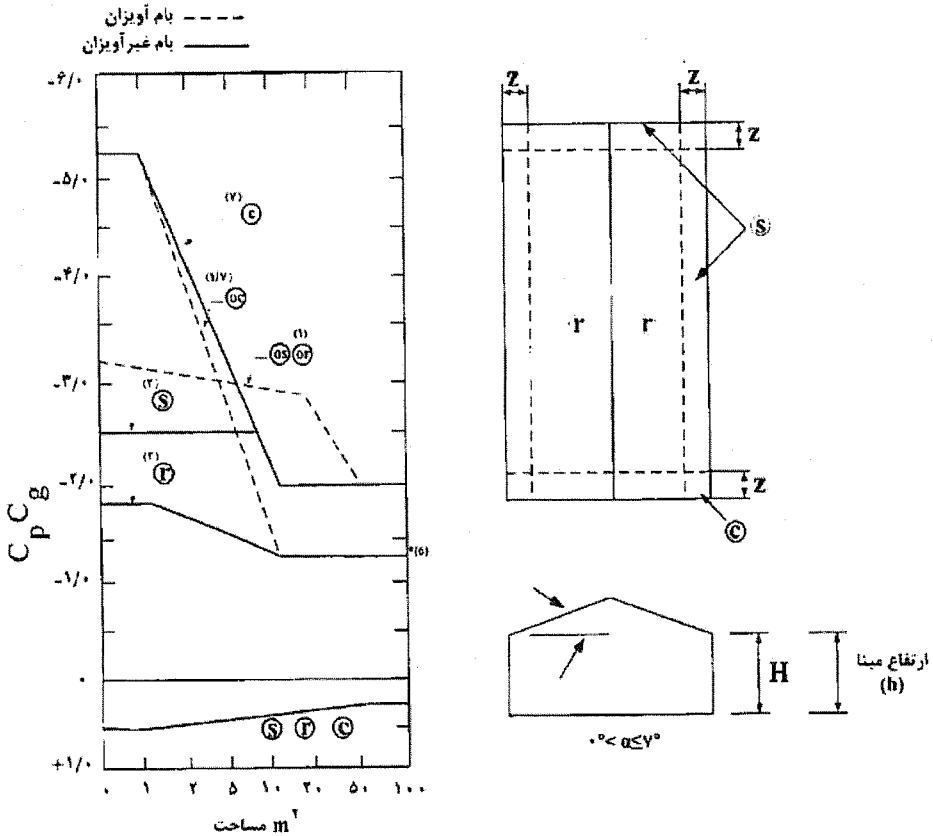 بام آویزان
بام غیرآویزان
-۶/۰
-۵/۰
-۴/۰
-۳/۰
-۲/۰
-۱/۰
۰
+۱/۰
CpCg
(۷)
c
(۱/۷)
oc
(۱)
os or
(۲)
s
(۲)
r
*(۵)
s r c
۰ ۱ ۲ ۵ ۱۰ ۲۰ ۵۰ ۱۰۰
مساحت m۲
z z
z
s
r r
z
c
H
ارتفاع مبنا
(h)
۰°< α≤۷°